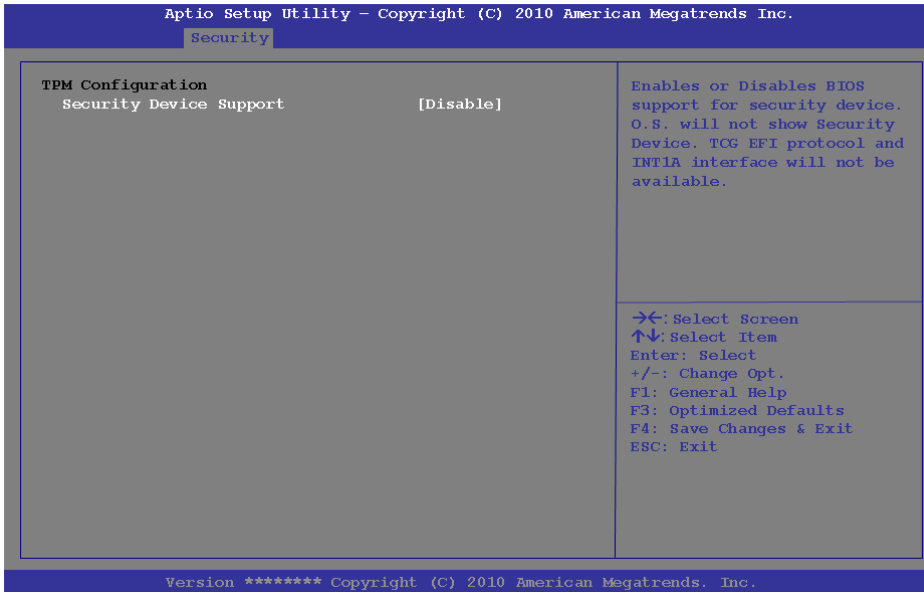 Aptio Setup Utility – Copyright (C) 2010 American Megatrends Inc.
Security
TPM Configuration
Security Device Support [Disable]
Enables or Disables BIOS
support for security device.
O.S. will not show Security
Device. TCG EFI protocol and
INT1A interface will not be
available.
→←: Select Screen
↑↓: Select Item
Enter: Select
+/-: Change Opt.
F1: General Help
F3: Optimized Defaults
F4: Save Changes & Exit
ESC: Exit
Version ******** Copyright (C) 2010 American Megatrends. Inc.